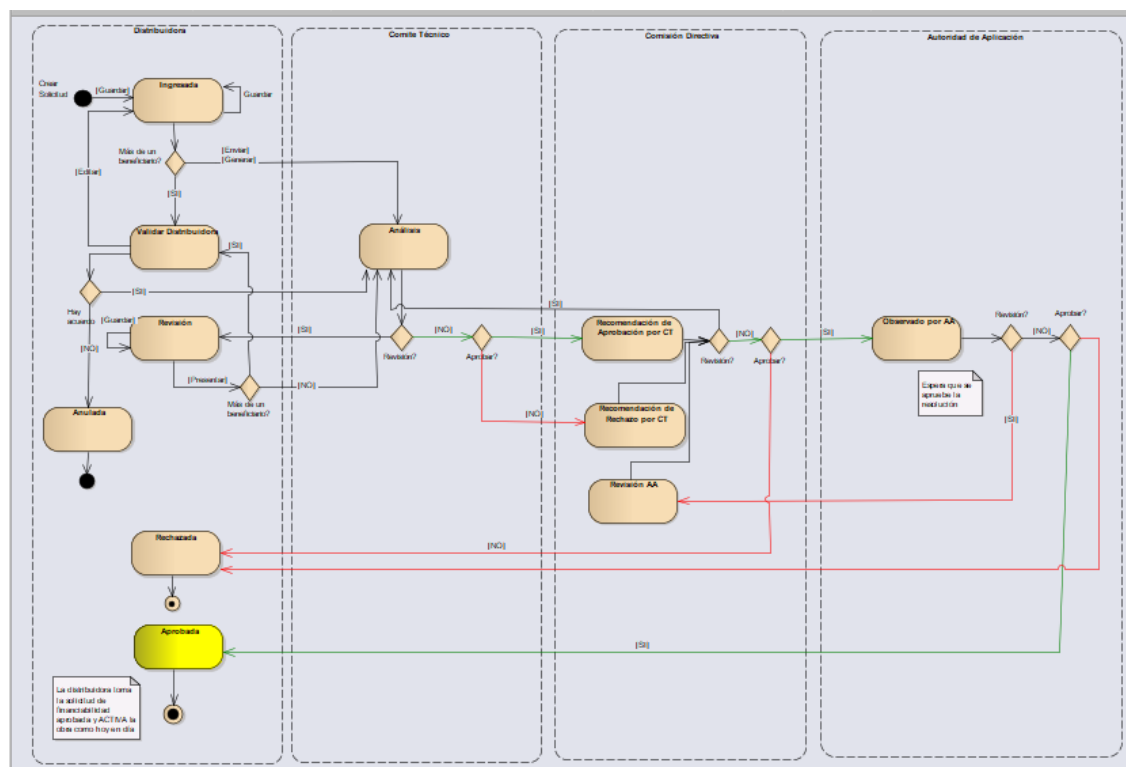 Distribuidora
Comite Técnico
Comisión Directiva
Autoridad de Aplicación
Crear
Solicitud
[Guardar]
Ingresada
Guardar
Más de un
beneficiario?
[Enviar]
[Generar]
[Editar]
[SI]
Validar Distribuidora
[SI]
Análisis
Hay
acuerdo
[SI]
[NO]
[Guardar]
Revisión
[SI]
Revisión?
[NO]
Aprobar?
[SI]
[NO]
[Presentar]
Más de un
beneficiario?
[NO]
Recomendación de
Aprobación por CT
Recomendación de
Rechazo por CT
Revisión AA
[SI]
Revisión?
[NO]
Aprobar?
[SI]
[NO]
Observado por AA
Revisión?
[NO]
Aprobar?
[SI]
Espera que se
apruebe la
resolución
Anulada
Rechazada
Aprobada
[SI]
La distribuidora toma
la solicitud de
financiabilidad
aprobada y ACTIVA la
obra como hoy en día